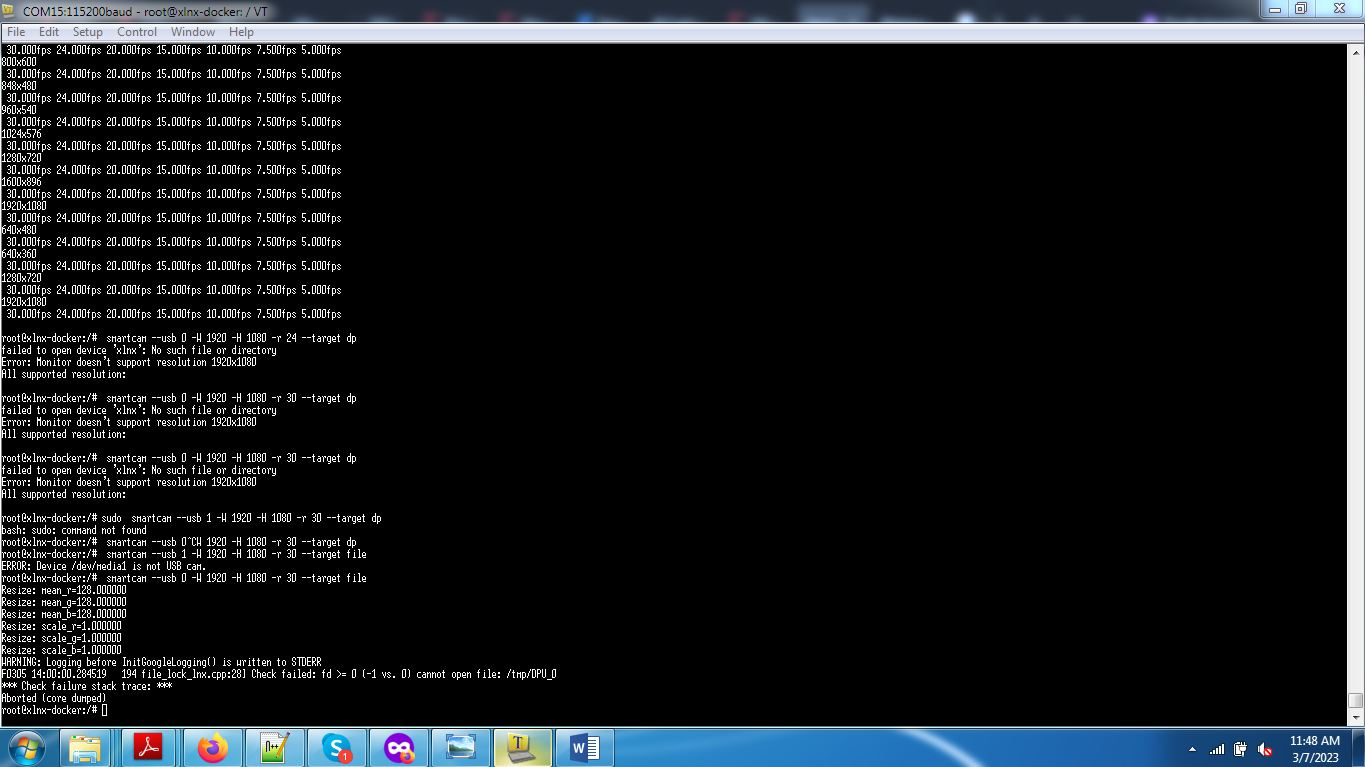 COM15:115200baud - root@xlnx-docker: / VT
File Edit Setup Control Window Help
30.000fps 24.000fps 20.000fps 15.000fps 10.000fps 7.500fps 5.000fps
800x600
30.000fps 24.000fps 20.000fps 15.000fps 10.000fps 7.500fps 5.000fps
848x480
30.000fps 24.000fps 20.000fps 15.000fps 10.000fps 7.500fps 5.000fps
960x540
30.000fps 24.000fps 20.000fps 15.000fps 10.000fps 7.500fps 5.000fps
1024x576
30.000fps 24.000fps 20.000fps 15.000fps 10.000fps 7.500fps 5.000fps
1280x720
30.000fps 24.000fps 20.000fps 15.000fps 10.000fps 7.500fps 5.000fps
1600x896
30.000fps 24.000fps 20.000fps 15.000fps 10.000fps 7.500fps 5.000fps
1920x1080
30.000fps 24.000fps 20.000fps 15.000fps 10.000fps 7.500fps 5.000fps
640x480
30.000fps 24.000fps 20.000fps 15.000fps 10.000fps 7.500fps 5.000fps
640x360
30.000fps 24.000fps 20.000fps 15.000fps 10.000fps 7.500fps 5.000fps
1280x720
30.000fps 24.000fps 20.000fps 15.000fps 10.000fps 7.500fps 5.000fps
1920x1080
30.000fps 24.000fps 20.000fps 15.000fps 10.000fps 7.500fps 5.000fps
root@xlnx-docker:/#  smartcam --usb 0 -W 1920 -H 1080 -r 24 --target dp
failed to open device 'xlnx': No such file or directory
Error: Monitor doesn't support resolution 1920x1080
All supported resolution:
root@xlnx-docker:/#  smartcam --usb 0 -W 1920 -H 1080 -r 30 --target dp
failed to open device 'xlnx': No such file or directory
Error: Monitor doesn't support resolution 1920x1080
All supported resolution:
root@xlnx-docker:/#  smartcam --usb 0 -W 1920 -H 1080 -r 30 --target dp
failed to open device 'xlnx': No such file or directory
Error: Monitor doesn't support resolution 1920x1080
All supported resolution:
root@xlnx-docker:/# sudo  smartcam --usb 1 -W 1920 -H 1080 -r 30 --target dp
bash: sudo: command not found
root@xlnx-docker:/#  smartcam --usb 0^CW 1920 -H 1080 -r 30 --target dp
root@xlnx-docker:/#  smartcam --usb 1 -W 1920 -H 1080 -r 30 --target file
ERROR: Device /dev/media1 is not USB cam.
root@xlnx-docker:/#  smartcam --usb 0 -W 1920 -H 1080 -r 30 --target file
Resize: mean_r=128.000000
Resize: mean_g=128.000000
Resize: mean_b=128.000000
Resize: scale_r=1.000000
Resize: scale_g=1.000000
Resize: scale_b=1.000000
WARNING: Logging before InitGoogleLogging() is written to STDERR
F0305 14:00:00.284519   194 file_lock_lnx.cpp:28] Check failed: fd >= 0 (-1 vs. 0) cannot open file: /tmp/DPU_0
*** Check failure stack trace: ***
Aborted (core dumped)
root@xlnx-docker:/#
11:48 AM
3/7/2023